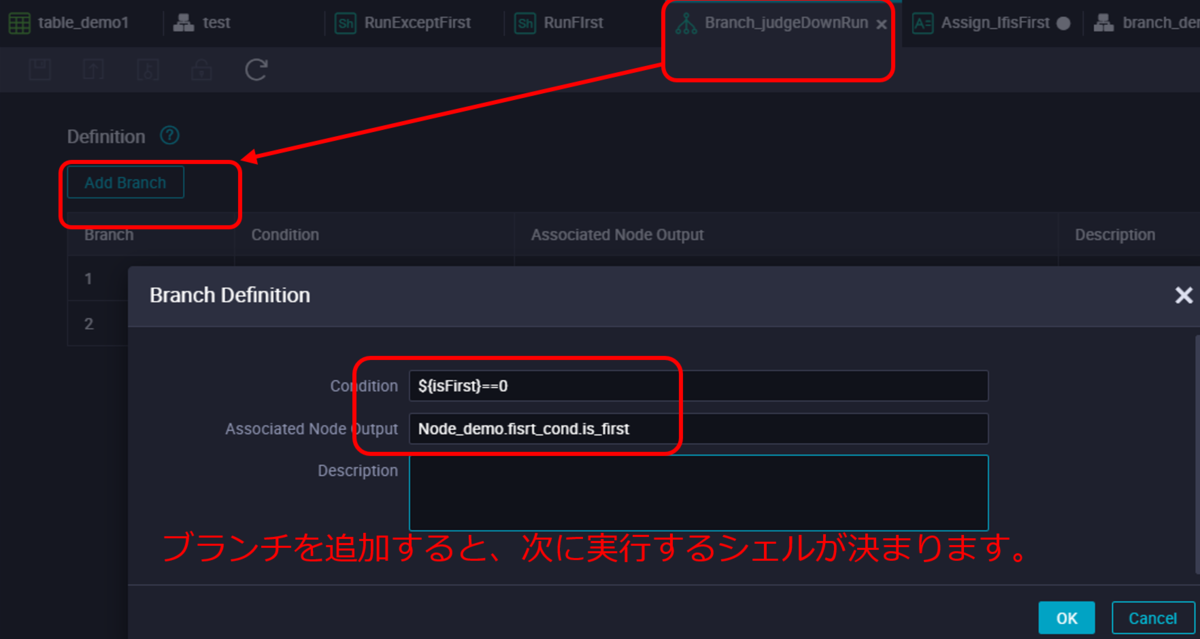 table_demo1 test Sh RunExceptFirst Sh RunFIrst Branch_judgeDownRun Assign_IfisFirst
Definition ?
Add Branch
Branch Condition Associated Node Output Description
1
2
Branch Definition
Condition ${isFirst}==0
Associated Node Output Node_demo.fisrt_cond.is_first
Description
ブランチを追加すると、次に実行するシェルが決まります。
OK Cancel